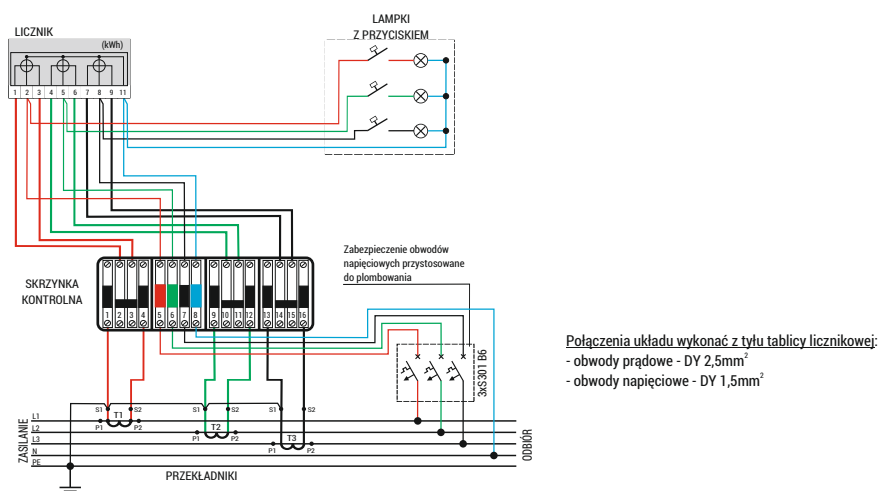 LAMPKI
Z PRZYCISKIEM
LICZNIK
(kWh)
1 2 3 4 5 6 7 8 9 11
Zabezpieczenie obwodów
napięciowych przystosowane
do plombowania
SKRZYNKA
KONTROLNA
1 2 3 4 5 6 7 8 9 10 11 12 13 14 15 16
3xS301 B6
Połączenia układu wykonać z tyłu tablicy licznikowej:
- obwody prądowe - DY 2,5mm²
- obwody napięciowe - DY 1,5mm²
ZASILANIE
S1 S2 S1 S2 S1 S2
L1
P1 T1 P2
L2
P1 T2 P2
L3
P1 T3 P2
N
PE
ODBIÓR
PRZEKŁADNIKI